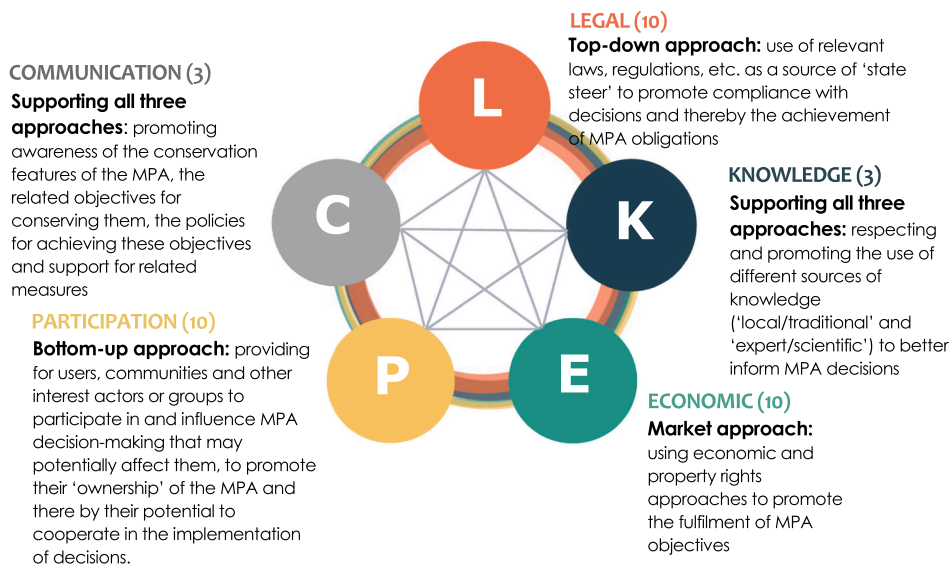 LEGAL (10)
Top-down approach: use of relevant
laws, regulations, etc. as a source of ‘state
steer’ to promote compliance with
decisions and thereby the achievement
of MPA obligations
COMMUNICATION (3)
Supporting all three
approaches: promoting
awareness of the conservation
features of the MPA, the
related objectives for
conserving them, the policies
for achieving these objectives
and support for related
measures
L
C
K
P
E
KNOWLEDGE (3)
Supporting all three
approaches: respecting
and promoting the use of
different sources of
knowledge
(‘local/traditional’ and
‘expert/scientific’) to better
inform MPA decisions
PARTICIPATION (10)
Bottom-up approach: providing
for users, communities and other
interest actors or groups to
participate in and influence MPA
decision-making that may
potentially affect them, to promote
their ‘ownership’ of the MPA and
there by their potential to
cooperate in the implementation
of decisions.
ECONOMIC (10)
Market approach:
using economic and
property rights
approaches to promote
the fulfilment of MPA
objectives